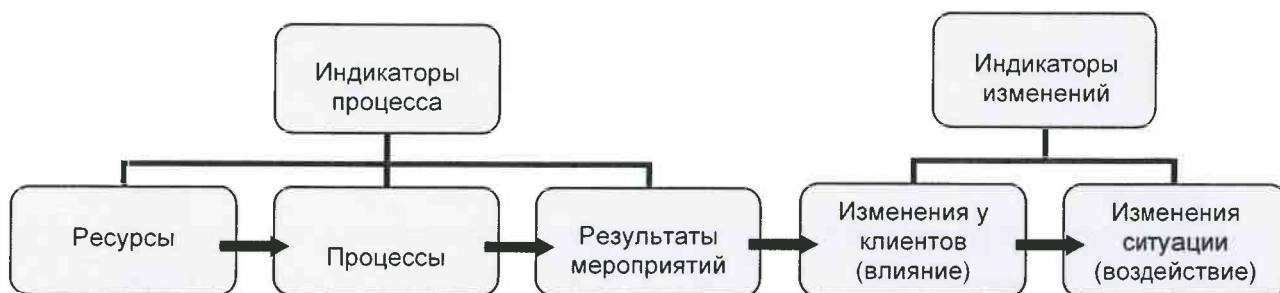 Индикаторы
процесса
Индикаторы
изменений
Ресурсы
Процессы
Результаты
мероприятий
Изменения у
клиентов
(влияние)
Изменения
ситуации
(воздействие)